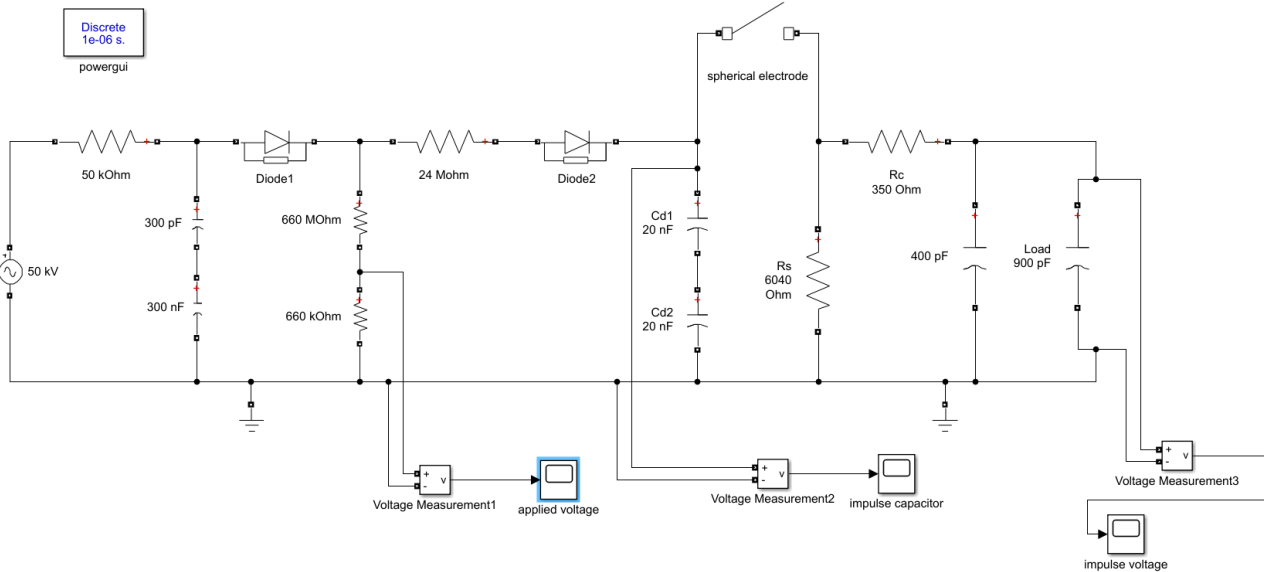 Discrete
1e-06 s.
powergui
spherical electrode
50 kOhm
Diode1
24 Mohm
Diode2
Rc
350 Ohm
300 pF
660 MOhm
Cd1
20 nF
400 pF
Load
900 pF
50 kV
Rs
6040
Ohm
300 nF
660 kOhm
Cd2
20 nF
+
-
v
Voltage Measurement1
applied voltage
+
-
v
Voltage Measurement2
impulse capacitor
+
-
v
Voltage Measurement3
impulse voltage